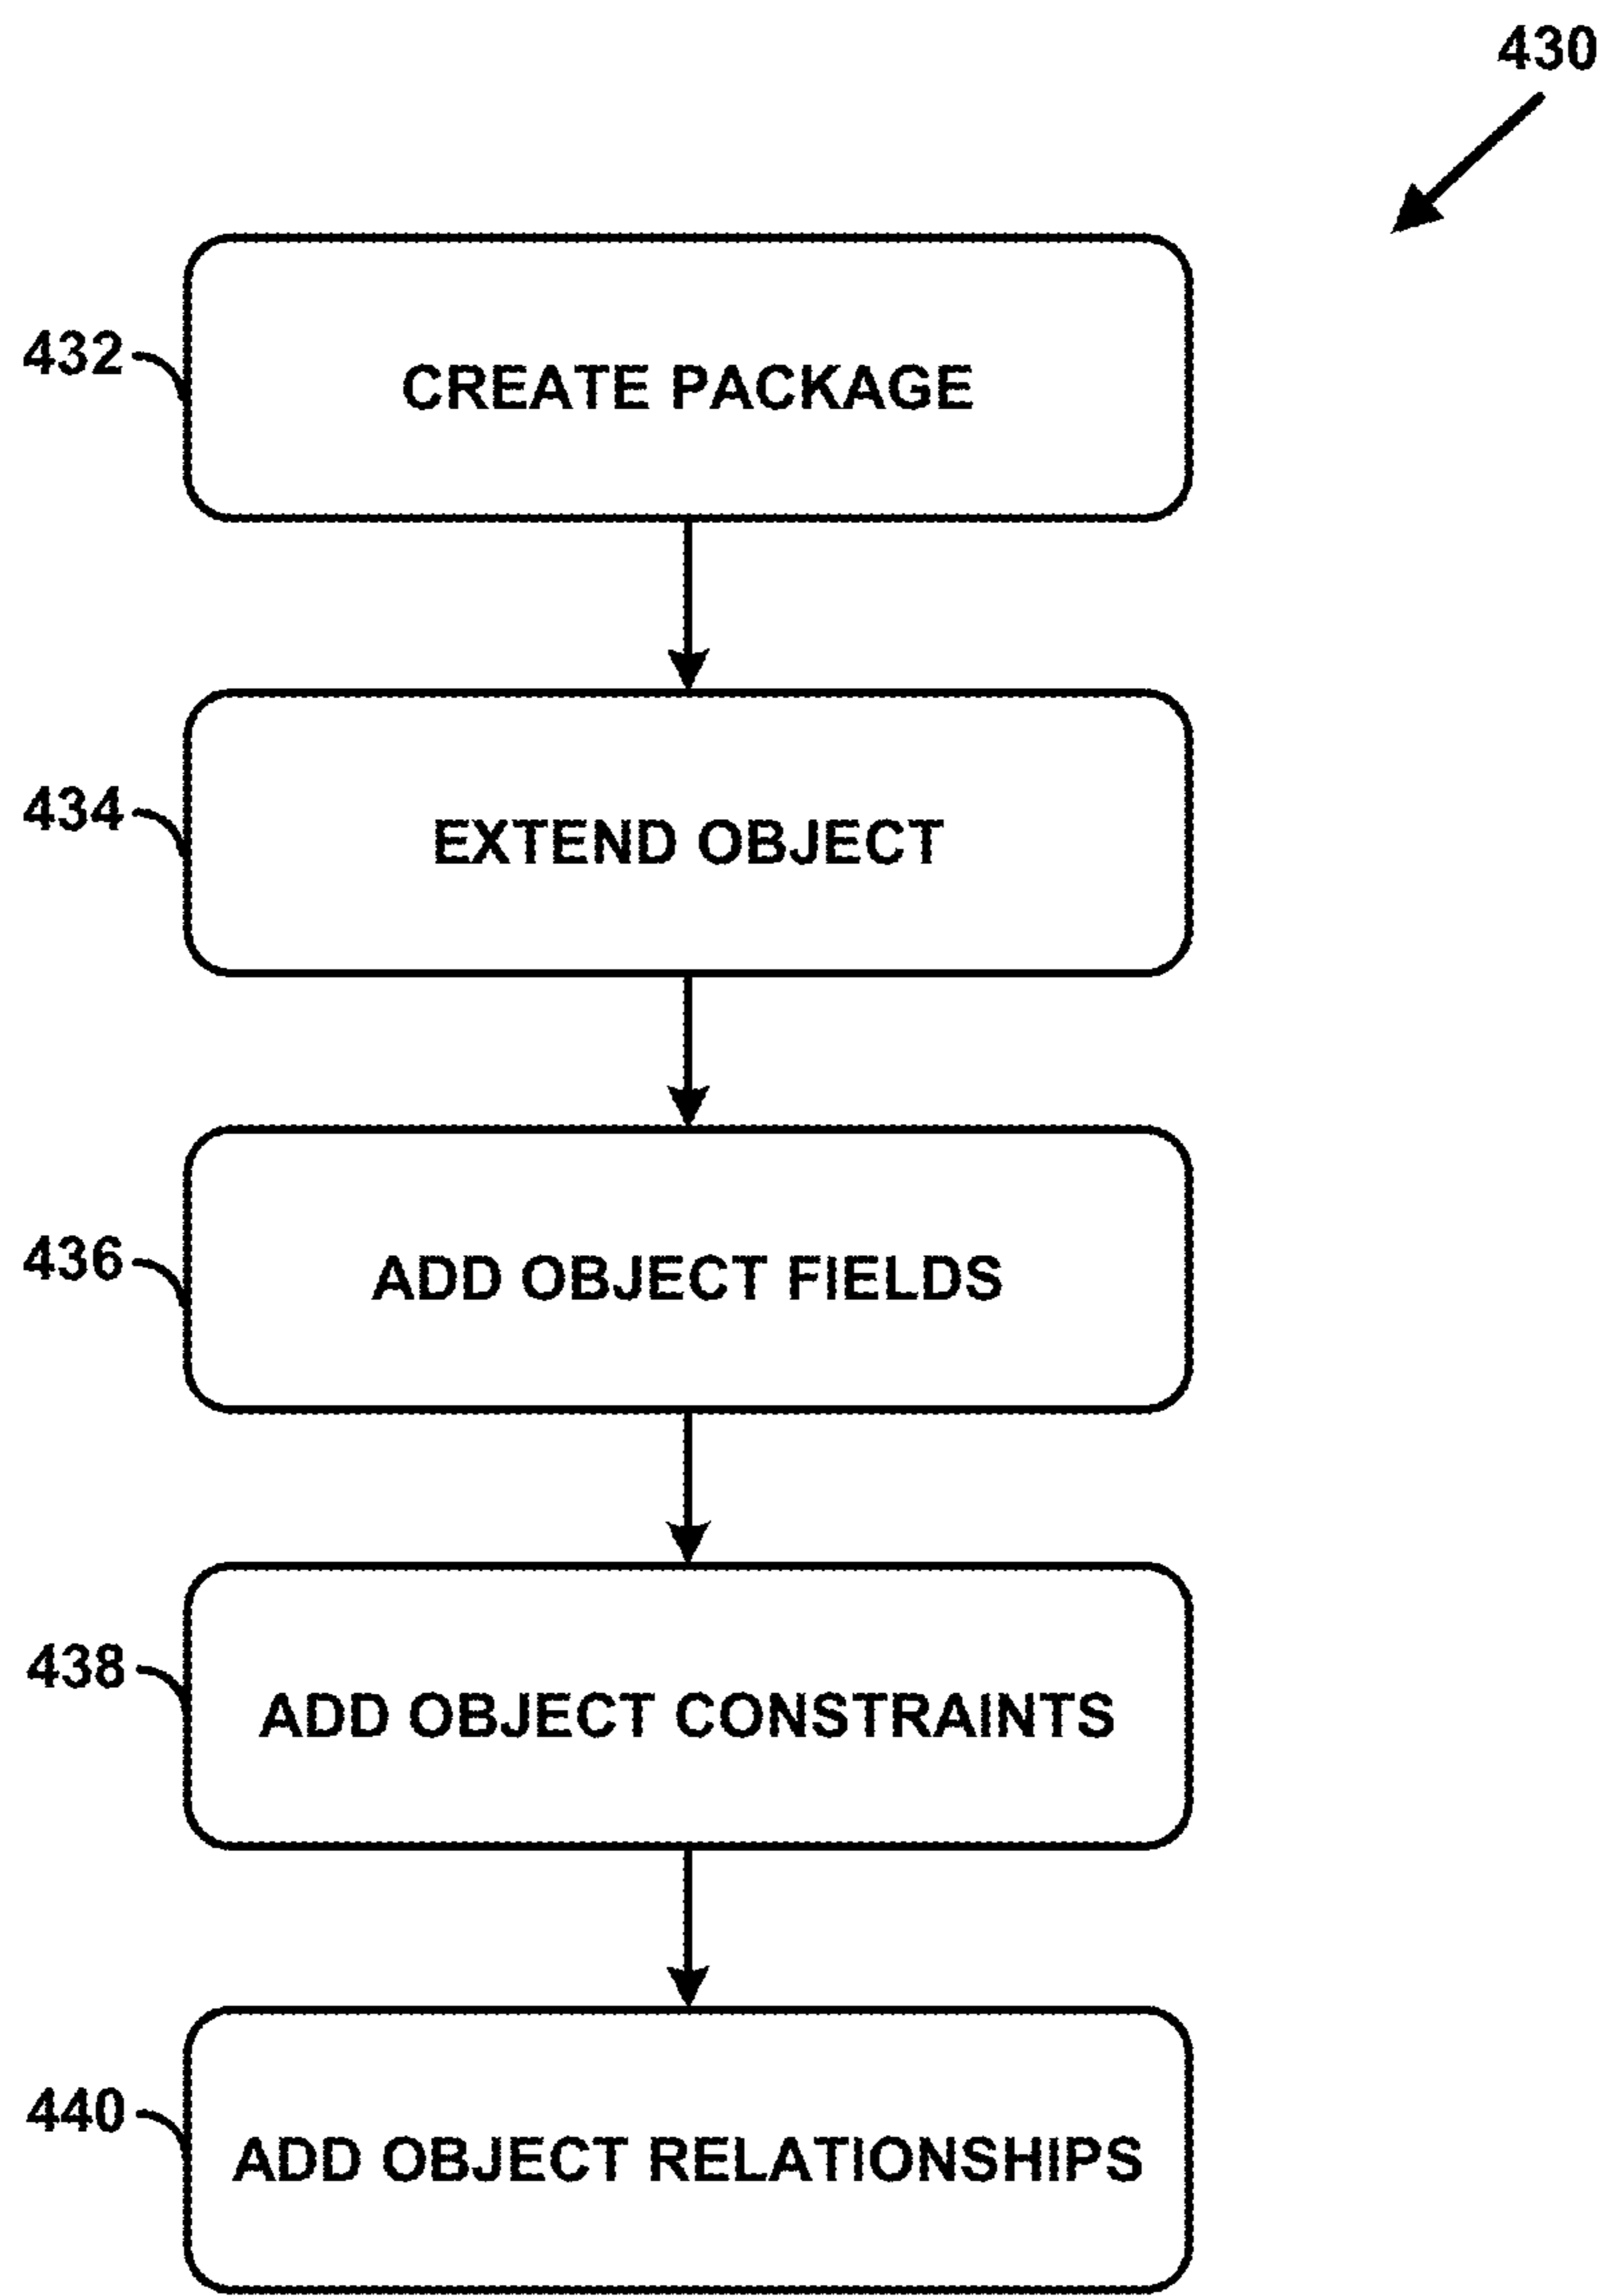 430
432
CREATE PACKAGE
434
EXTEND OBJECT
436
ADD OBJECT FIELDS
438
ADD OBJECT CONSTRAINTS
440
ADD OBJECT RELATIONSHIPS